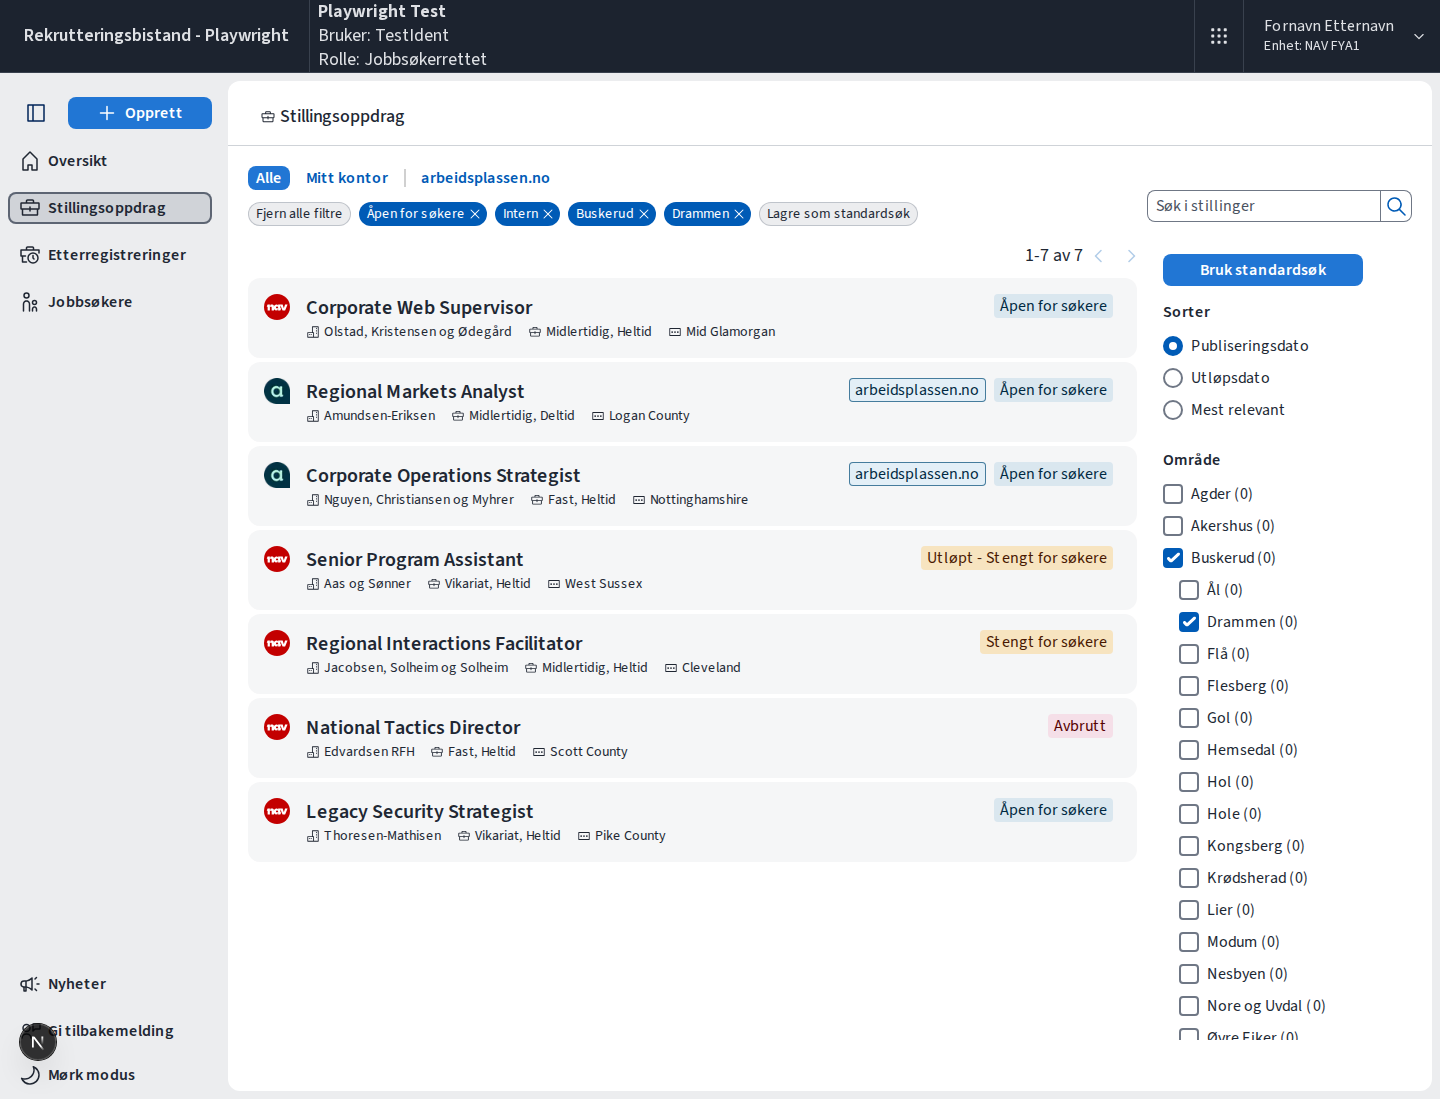 Rekrutteringsbistand - Playwright
Playwright Test
Bruker: TestIdent
Rolle: Jobbsøkerrettet
Fornavn Etternavn
Enhet: NAV FYA1
Opprett
Oversikt
Stillingsoppdrag
Etterregistreringer
Jobbsøkere
Nyheter
Gi tilbakemelding
Mørk modus
Stillingsoppdrag
Alle
Mitt kontor
arbeidsplassen.no
Fjern alle filtre
Åpen for søkere
Intern
Buskerud
Drammen
Lagre som standardsøk
Søk i stillinger
1-7 av 7
nav
Corporate Web Supervisor
Åpen for søkere
Olstad, Kristensen og Ødegård
Midlertidig, Heltid
Mid Glamorgan
a
Regional Markets Analyst
arbeidsplassen.no
Åpen for søkere
Amundsen-Eriksen
Midlertidig, Deltid
Logan County
a
Corporate Operations Strategist
arbeidsplassen.no
Åpen for søkere
Nguyen, Christiansen og Myhrer
Fast, Heltid
Nottinghamshire
nav
Senior Program Assistant
Utløpt - Stengt for søkere
Aas og Sønner
Vikariat, Heltid
West Sussex
nav
Regional Interactions Facilitator
Stengt for søkere
Jacobsen, Solheim og Solheim
Midlertidig, Heltid
Cleveland
nav
National Tactics Director
Avbrutt
Edvardsen RFH
Fast, Heltid
Scott County
nav
Legacy Security Strategist
Åpen for søkere
Thoresen-Mathisen
Vikariat, Heltid
Pike County
Bruk standardsøk
Sorter
Publiseringsdato
Utløpsdato
Mest relevant
Område
Agder (0)
Akershus (0)
Buskerud (0)
Ål (0)
Drammen (0)
Flå (0)
Flesberg (0)
Gol (0)
Hemsedal (0)
Hol (0)
Hole (0)
Kongsberg (0)
Krødsherad (0)
Lier (0)
Modum (0)
Nesbyen (0)
Nore og Uvdal (0)
Øvre Eiker (0)
N